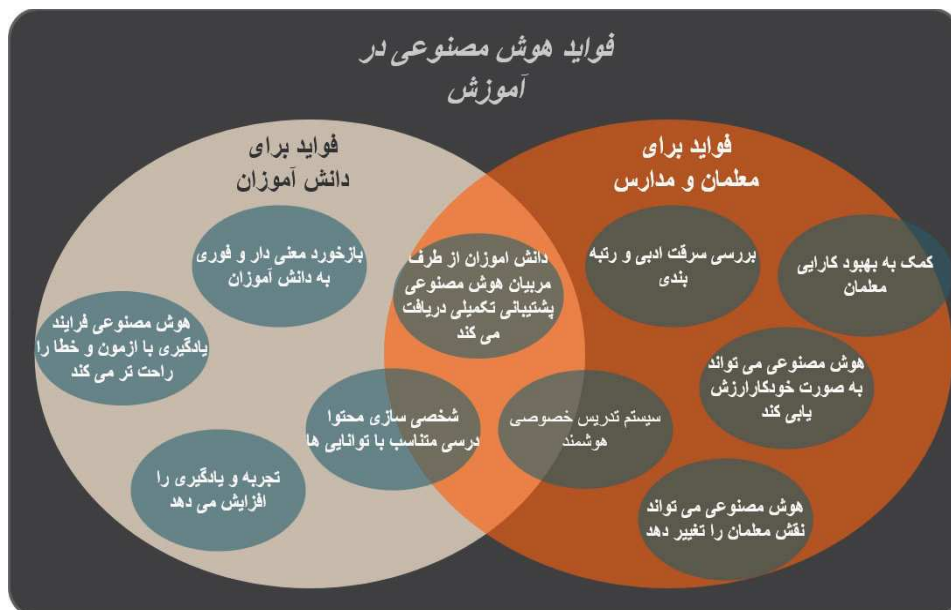 فواید هوش مصنوعی در
آموزش
فواید برای
معلمان و مدارس
فواید برای
دانش آموزان
کمک به بهبود کارایی
معلمان
بررسی سرقت ادبی و رتبه
بندی
هوش مصنوعی می تواند
به صورت خودکارارزش
یابی کند
هوش مصنوعی می تواند
نقش معلمان را تغییر دهد
دانش اموزان از طرف
مربیان هوش مصنوعی
پشتیبانی تکمیلی دریافت
می کند
سیستم تدریس خصوصی
هوشمند
شخصی سازی محتوا
درسی متناسب با توانایی ها
بازخورد معنی دار و فوری
به دانش آموزان
هوش مصنوعی فرایند
یادگیری با ازمون و خطا را
راحت تر می کند
تجربه و یادگیری را
افزایش می دهد